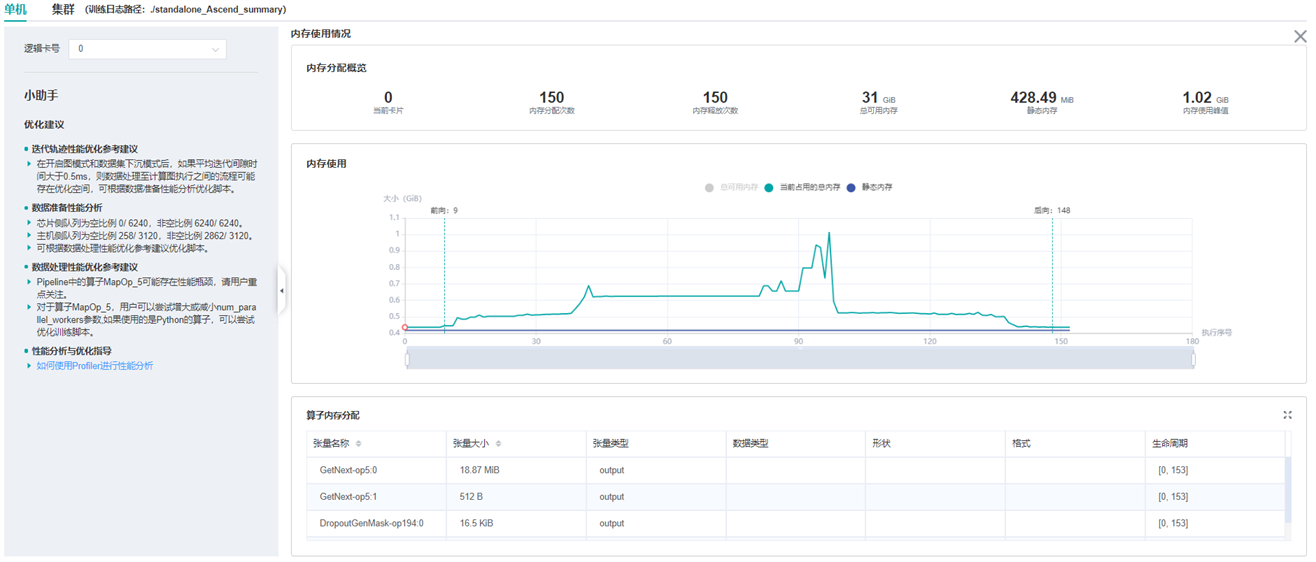 单机 集群 (训练日志路径: ./standalone_Ascend_summary)
逻辑卡号 0
小助手
优化建议
迭代轨迹性能优化参考建议
在开启图模式和数据集下沉模式后，如果平均迭代间隙时
间大于0.5ms，则数据处理至计算图执行之间的流程可能
存在优化空间，可根据数据准备性能分析优化脚本。
数据准备性能分析
芯片侧队列为空比例 0/ 6240，非空比例 6240/ 6240。
主机侧队列为空比例 258/ 3120，非空比例 2862/ 3120。
可根据数据处理性能优化参考建议优化脚本。
数据处理性能优化参考建议
Pipeline中的算子MapOp_5可能存在性能瓶颈，请用户重
点关注。
对于算子MapOp_5，用户可以尝试增大或减小num_para
llel_workers参数,如果使用的是Python的算子，可以尝试
优化训练脚本。
性能分析与优化指导
如何使用Profiler进行性能分析
内存使用情况
内存分配概览
0 150 150 31 GiB 428.49 MiB 1.02 GiB
当前卡片 内存分配次数 内存释放次数 总可用内存 静态内存 内存使用峰值
内存使用
总可用内存 当前占用的总内存 静态内存
大小 (GiB)
前向: 9 后向: 148
1.1
1
0.9
0.8
0.7
0.6
0.5
0.4
执行序号
0 30 60 90 120 150 180
算子内存分配
张量名称 张量大小 张量类型 数据类型 形状 格式 生命周期
GetNext-op5:0 18.87 MiB output [0, 153]
GetNext-op5:1 512 B output [0, 153]
DropoutGenMask-op194:0 16.5 KiB output [0, 153]